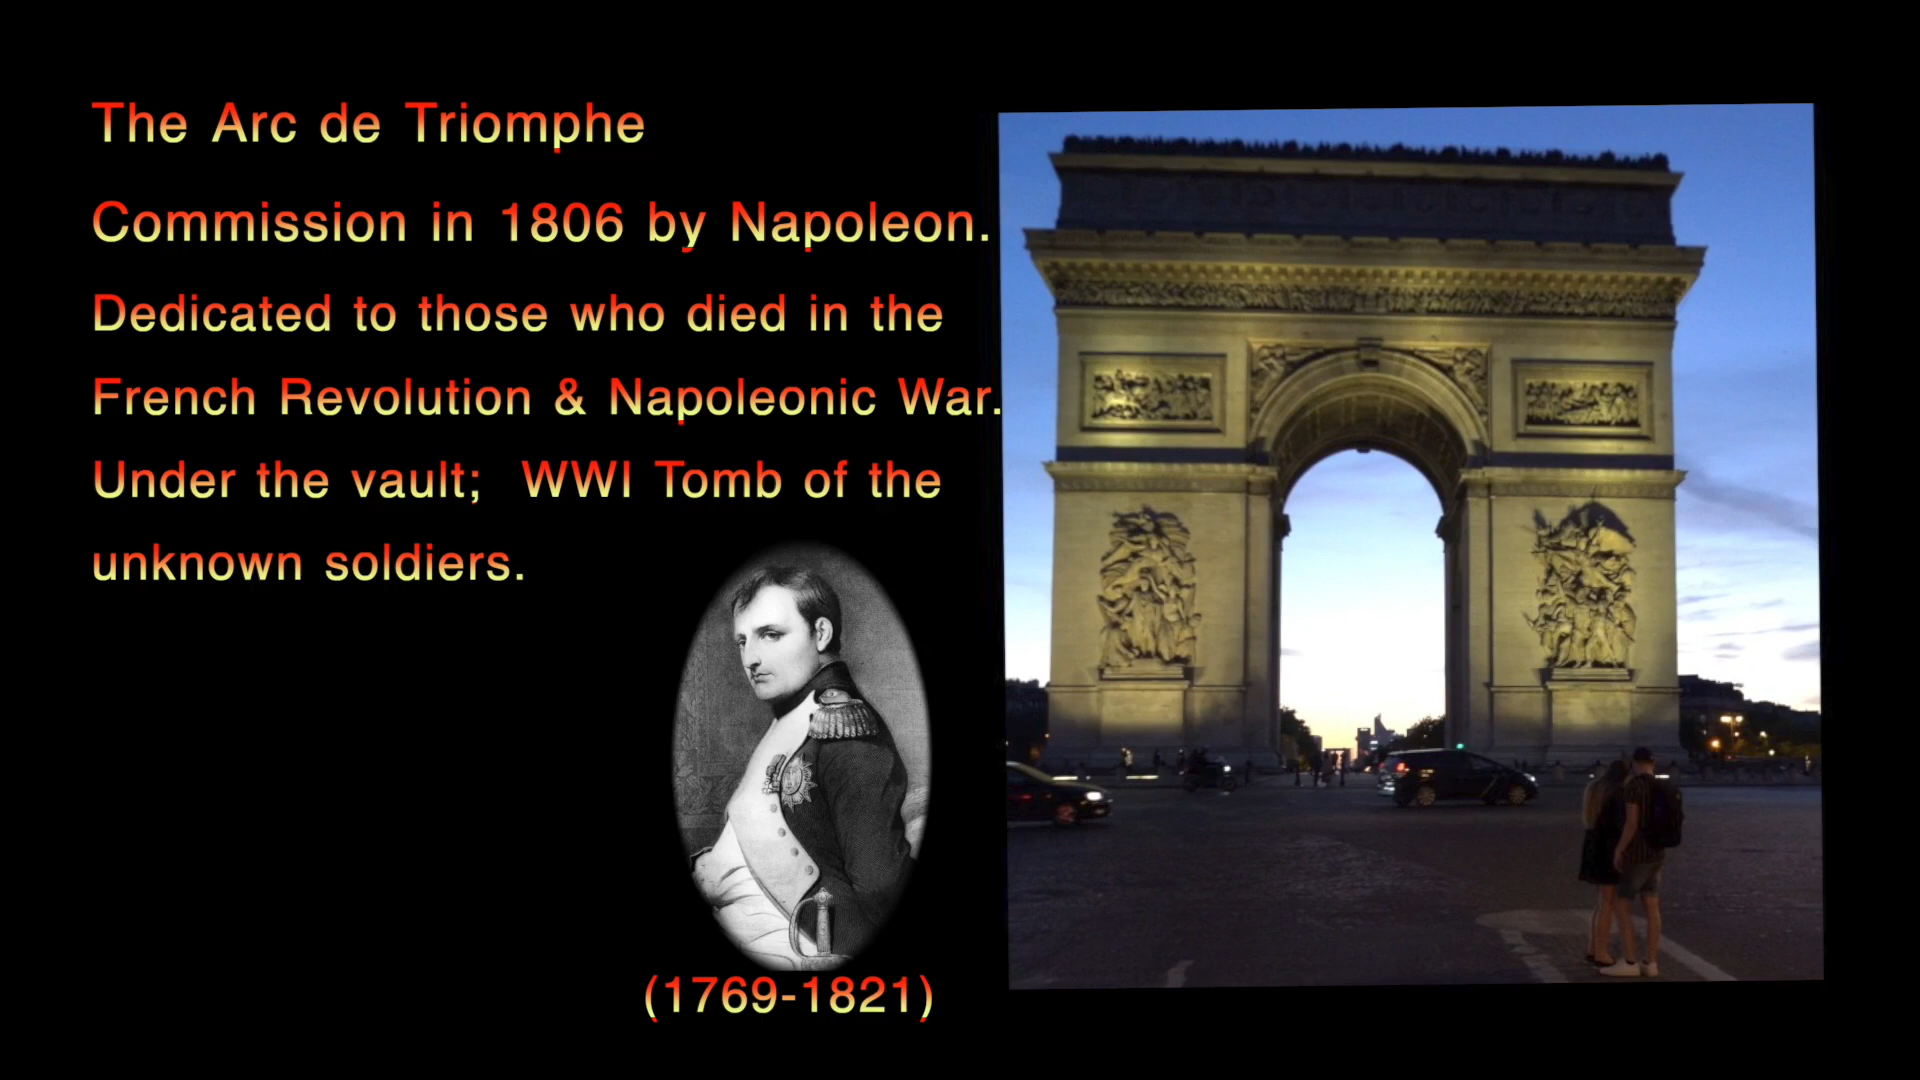 The Arc de Triomphe
Commission in 1806 by Napoleon.
Dedicated to those who died in the
French Revolution & Napoleonic War.
Under the vault;  WWI Tomb of the
unknown soldiers.
(1769-1821)